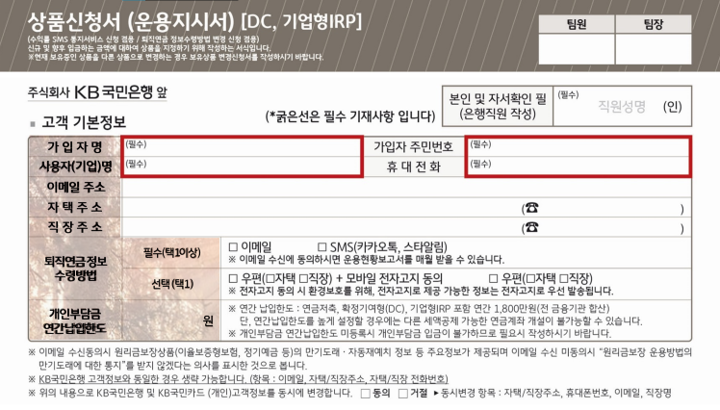 상품신청서 (운용지시서) [DC, 기업형IRP]
(수익률 SMS 통지서비스 신청 겸용 / 퇴직연금 정보수령방법 변경 신청 겸용)
신규 및 향후 입금하는 금액에 대하여 상품을 지정하기 위해 작성하는 서식입니다.
※현재 보유중인 상품을 다른 상품으로 변경하는 경우 보유상품 변경신청서를 작성하시기 바랍니다.
팀원 팀장
주식회사 KB국민은행 앞
(*굵은선은 필수 기재사항 입니다)
본인 및 자서확인 필 (필수) 직원성명 (인)
(은행직원 작성)
■ 고객 기본정보
가 입 자 명 (필수) 가입자 주민번호 (필수)
사용자(기업)명 (필수) 휴 대 전 화 (필수)
이메일 주소
자 택 주 소 (☎ )
직 장 주 소 (☎ )
퇴직연금정보
수령방법
필수(택1이상) □ 이메일 □ SMS(카카오톡, 스타알림)
※ 이메일 수신에 동의하시면 운용현황보고서를 매월 받을 수 있습니다.
선택 (택1) □ 우편(□자택 □직장) + 모바일 전자고지 동의 □ 우편(□자택 □직장)
※ 전자고지 동의 시 환경보호를 위해, 전자고지로 제공 가능한 정보는 전자고지로 우선 발송됩니다.
개인부담금
연간납입한도
원
※ 연간 납입한도 : 연금저축, 확정기여형(DC), 기업형IRP 포함 연간 1,800만원(전 금융기관 합산)
단, 연간납입한도를 높게 설정할 경우에는 다른 세액공제 가능한 연금계좌 개설이 불가능할 수 있습니다.
※ 개인부담금 연간납입한도 미등록시 개인부담금 입금이 불가하므로 필요시 작성하시기 바랍니다.
※ 이메일 수신동의시 원리금보장상품(이율보증형보험, 정기예금 등)의 만기도래 · 자동재예치 정보 등 주요정보가 제공되며 이메일 수신 미동의시 “원리금보장 운용방법의
만기도래에 대한 통지”를 받지 않겠다는 의사를 표시한 것으로 봅니다.
※ KB국민은행 고객정보와 동일한 경우 생략 가능합니다. (항목 : 이메일, 자택/직장주소, 자택/직장 전화번호)
※ 위의 내용으로 KB국민은행 및 KB국민카드 (개인)고객정보를 동시에 변경합니다. □ 동의 □ 거절 ▶동시변경 항목 : 자택/직장주소, 휴대폰번호, 이메일, 직장명